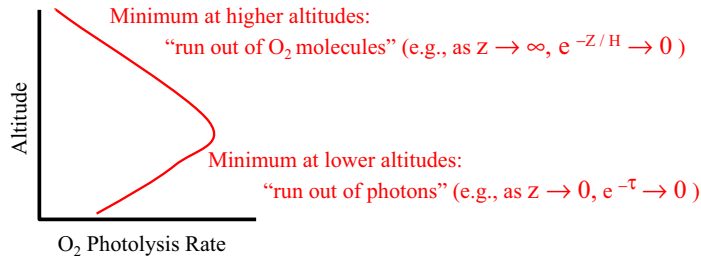 Minimum at higher altitudes:
“run out of O₂ molecules” (e.g., as z → ∞, e⁻ᶻ ᐟ ᴴ → 0 )
Altitude
Minimum at lower altitudes:
“run out of photons” (e.g., as z → 0, e ^–τ → 0 )
O₂ Photolysis Rate